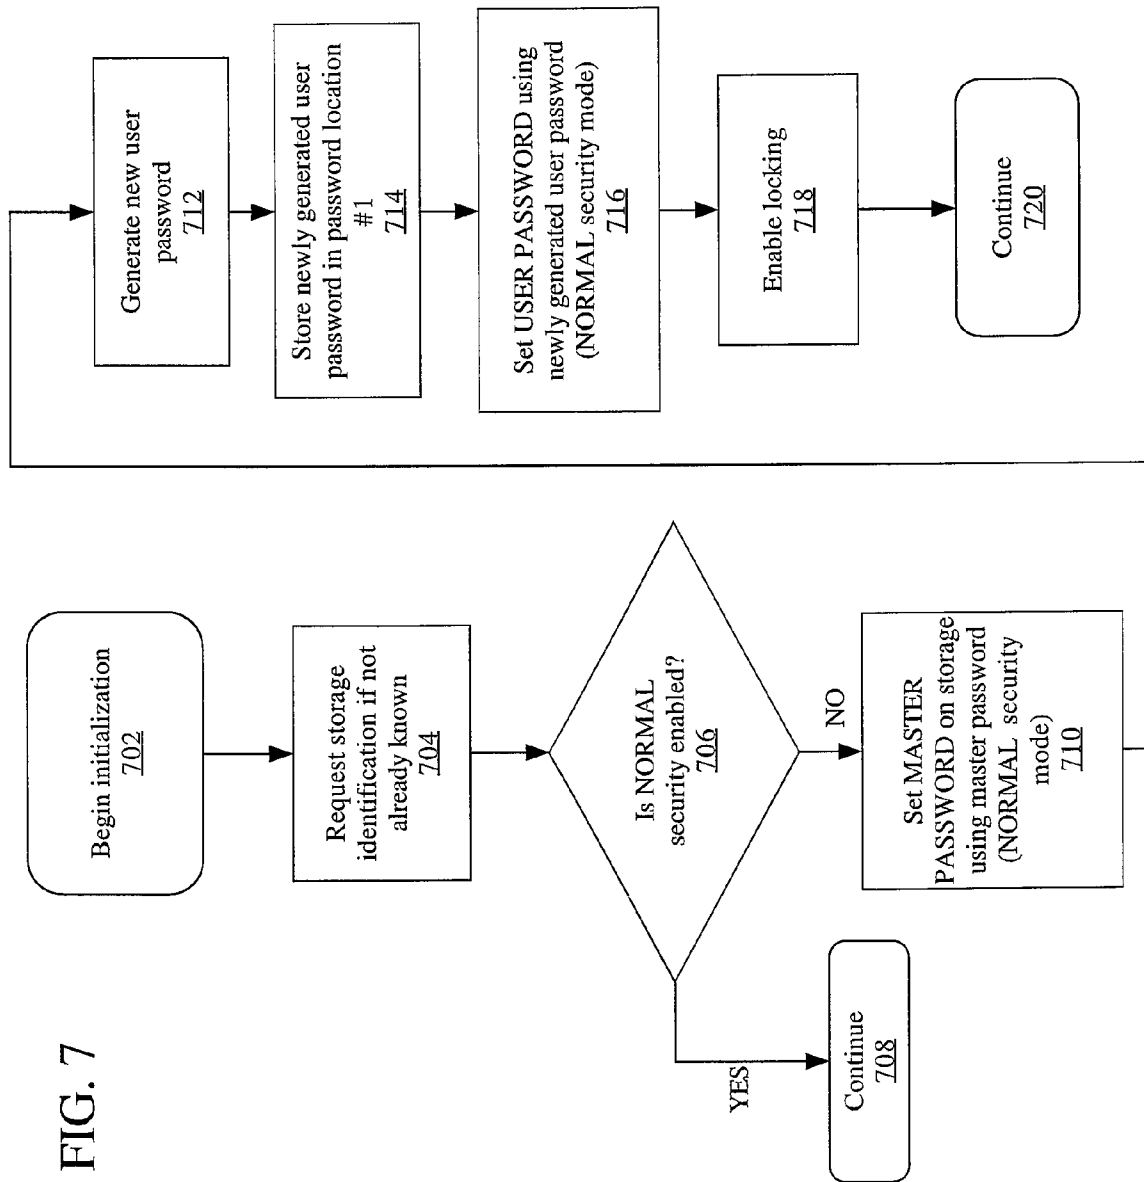 FIG. 7
Begin initialization
702
Request storage
identification if not
already known
704
Is NORMAL
security enabled?
706
YES
Continue
708
NO
Set MASTER
PASSWORD on storage
using master password
(NORMAL security
mode)
710
Generate new user
password
712
Store newly generated user
password in password location
#1
714
Set USER PASSWORD using
newly generated user password
(NORMAL security mode)
716
Enable locking
718
Continue
720